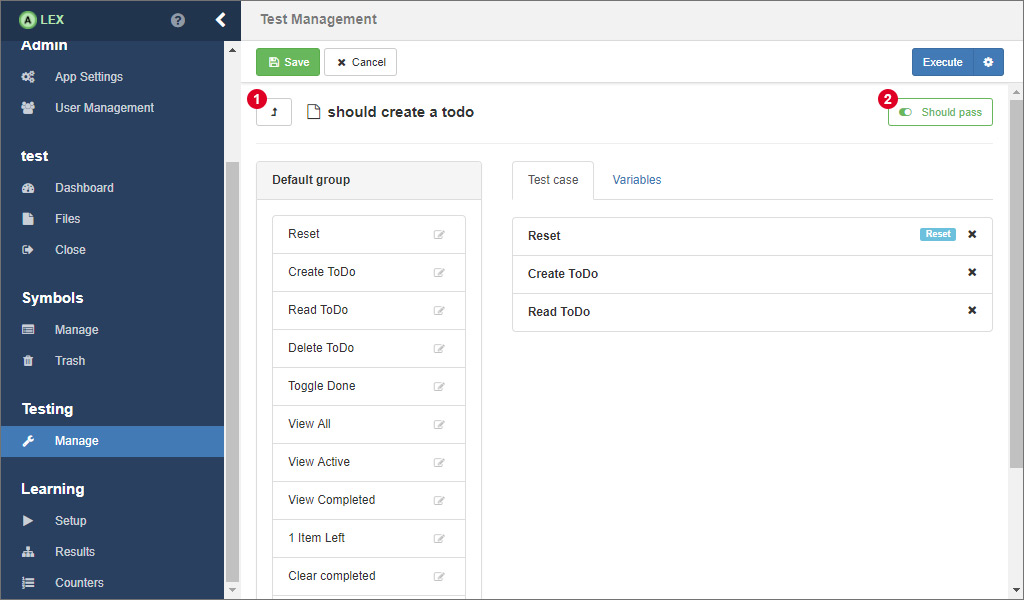 A LEX
?
Test Management
Admin
App Settings
User Management
test
Dashboard
Files
Close
Symbols
Manage
Trash
Testing
Manage
Learning
Setup
Results
Counters
Save
Cancel
Execute
1
should create a todo
2
Should pass
Default group
Reset
Create ToDo
Read ToDo
Delete ToDo
Toggle Done
View All
View Active
View Completed
1 Item Left
Clear completed
Test case
Variables
Reset
Reset
Create ToDo
Read ToDo